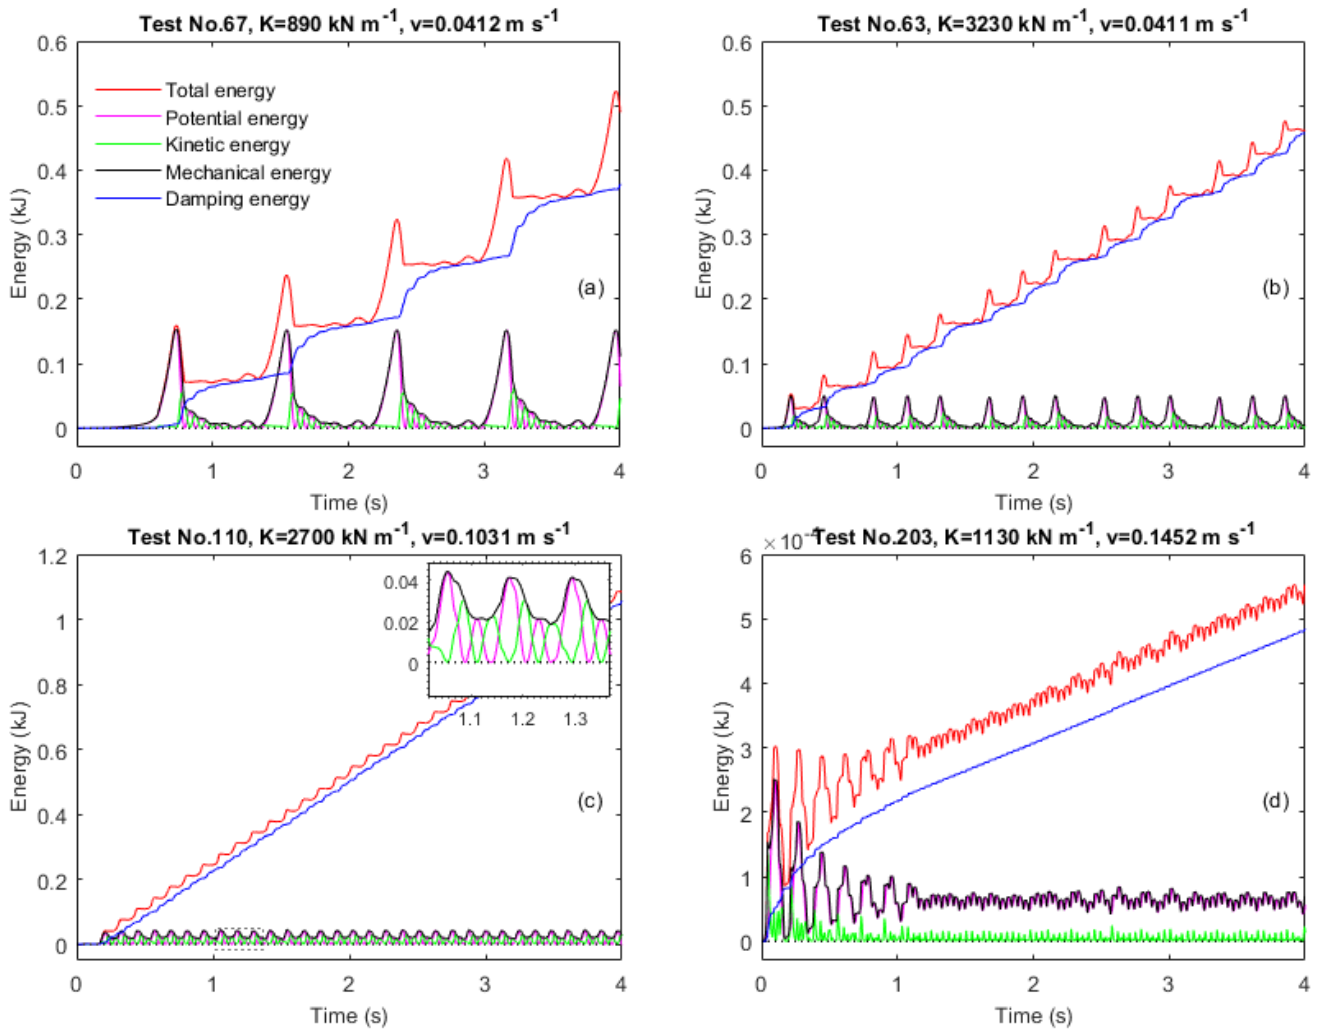 Test No.67, K=890 kN m-1, v=0.0412 m s-1
0.6
0.5
0.4
0.3
0.2
0.1
0
Energy (kJ)
Total energy
Potential energy
Kinetic energy
Mechanical energy
Damping energy
(a)
0 1 2 3 4
Time (s)
Test No.63, K=3230 kN m-1, v=0.0411 m s-1
0.6
0.5
0.4
0.3
0.2
0.1
0
Energy (kJ)
(b)
0 1 2 3 4
Time (s)
Test No.110, K=2700 kN m-1, v=0.1031 m s-1
1.2
1
0.8
0.6
0.4
0.2
0
Energy (kJ)
0.04
0.02
0
1.1 1.2 1.3
(c)
0 1 2 3 4
Time (s)
×10-
Test No.203, K=1130 kN m-1, v=0.1452 m s-1
6
5
4
3
2
1
0
Energy (kJ)
(d)
0 1 2 3 4
Time (s)